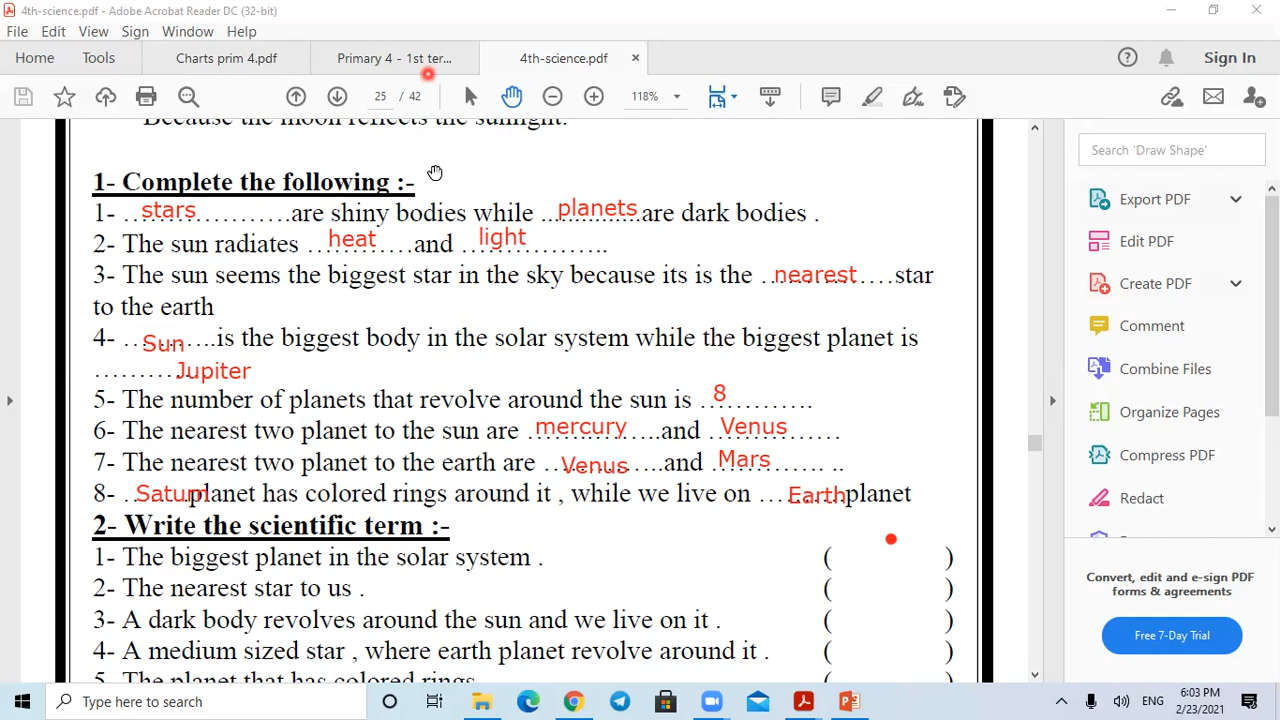 4th-science.pdf - Adobe Acrobat Reader DC (32-bit)
File Edit View Sign Window Help
Home Tools Charts prim 4.pdf Primary 4 - 1st ter... 4th-science.pdf × Sign In
25 / 42 118%
Because the moon reflects the sunlight.
Search 'Draw Shape'
1- Complete the following :-
1- ..stars....................are shiny bodies while ...planets...are dark bodies .
2- The sun radiates ...heat......and ...light.................
3- The sun seems the biggest star in the sky because its is the ..nearest....star
to the earth
4- ..Sun.....is the biggest body in the solar system while the biggest planet is
............Jupiter
5- The number of planets that revolve around the sun is ..8............
6- The nearest two planet to the sun are ..mercury....and ..Venus.......
7- The nearest two planet to the earth are ..Venus....and ..Mars....... ..
8- ..Saturn planet has colored rings around it , while we live on ....Earth planet
2- Write the scientific term :-
1- The biggest planet in the solar system . ( )
2- The nearest star to us . ( )
3- A dark body revolves around the sun and we live on it . ( )
4- A medium sized star , where earth planet revolve around it . ( )
5- The planet that has colored rings
Export PDF
Edit PDF
Create PDF
Comment
Combine Files
Organize Pages
Compress PDF
Redact
Convert, edit and e-sign PDF
forms & agreements
Free 7-Day Trial
Type here to search
ENG
6:03 PM
2/23/2021